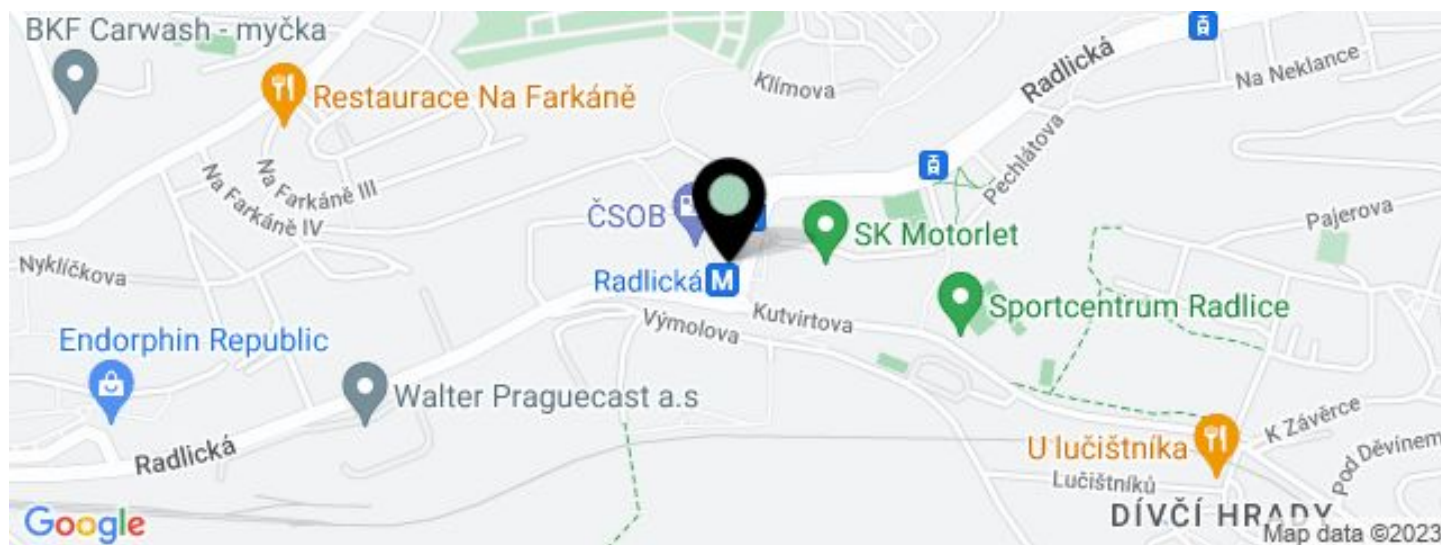 BKF Carwash - myčka
Restaurace Na Farkáně
Klímova
Radlická
Na Neklance
Pechlátova
Na Farkáně III
Na Farkáně IV
ČSOB
SK Motorlet
Pajerova
Nyklíčkova
Radlická
M
Kutvirtova
Výmolova
Sportcentrum Radlice
Endorphin Republic
Walter Praguecast a.s
Radlická
U lučištníka
K Závěrce
Pod Děvínem
Lučištníků
DÍVČÍ HRADY
Google
Map data ©2023